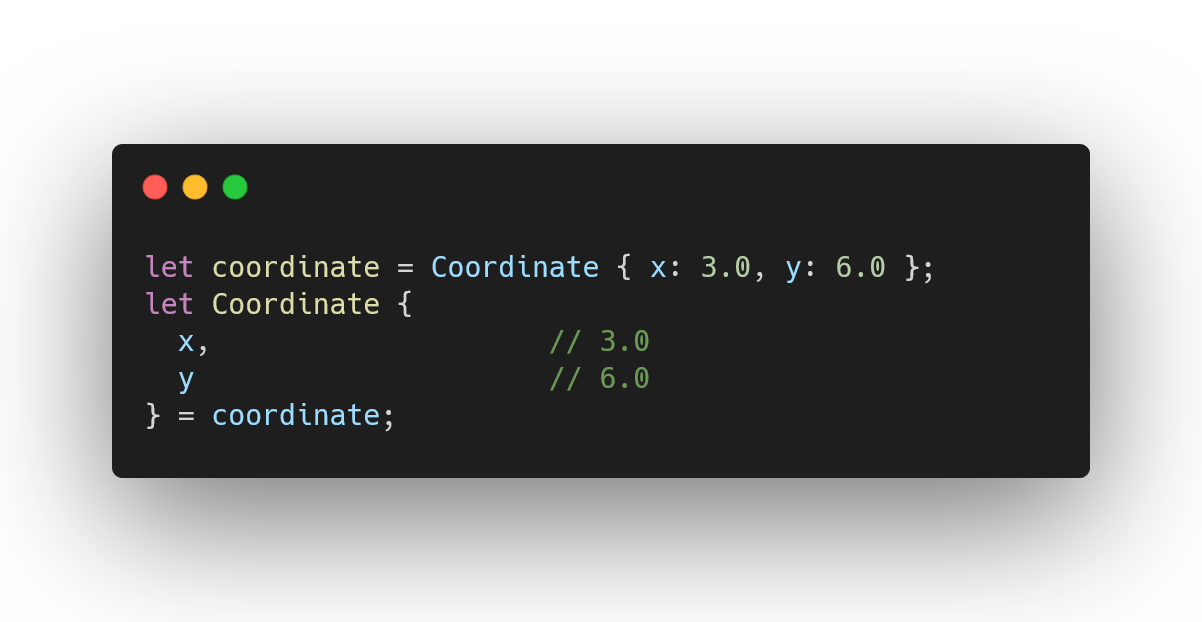 let coordinate = Coordinate { x: 3.0, y: 6.0 };
let Coordinate {
  x,                    // 3.0
  y                     // 6.0
} = coordinate;